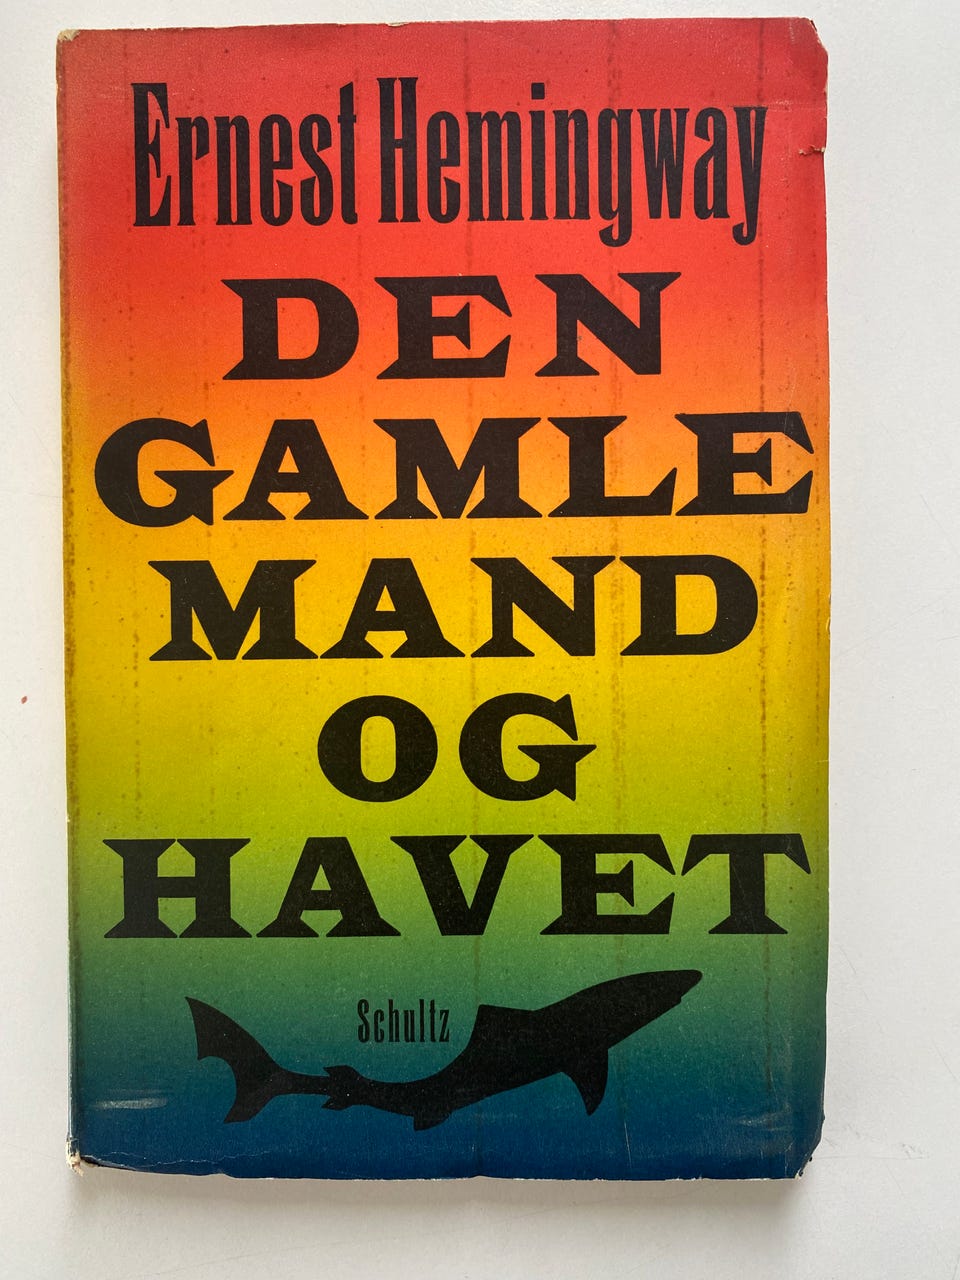 Ernest Hemingway
DEN
GAMLE
MAND
OG
HAVET
Schultz